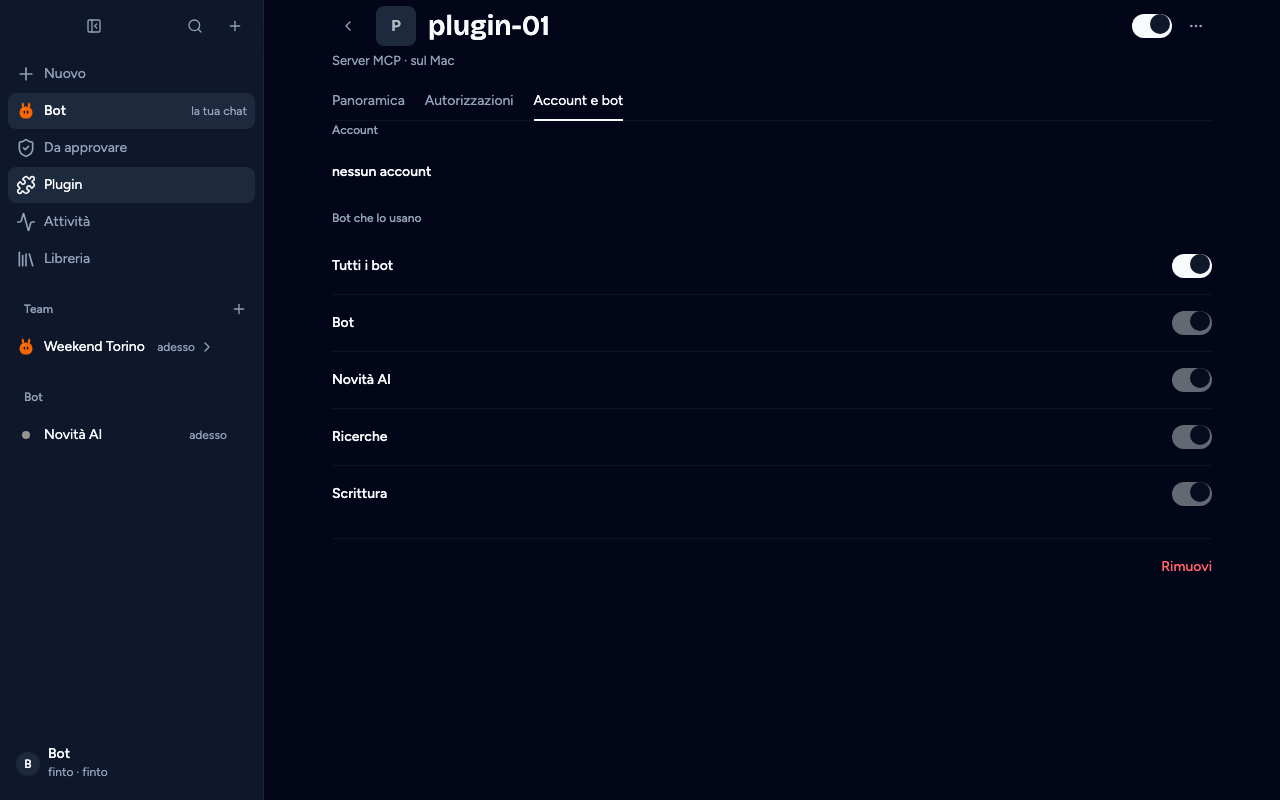 Nuovo
Bot la tua chat
Da approvare
Plugin
Attività
Libreria
Team
Weekend Torino adesso
Bot
Novità AI adesso
B Bot
finto · finto
P plugin-01
Server MCP · sul Mac
Panoramica Autorizzazioni Account e bot
Account
nessun account
Bot che lo usano
Tutti i bot
Bot
Novità AI
Ricerche
Scrittura
Rimuovi